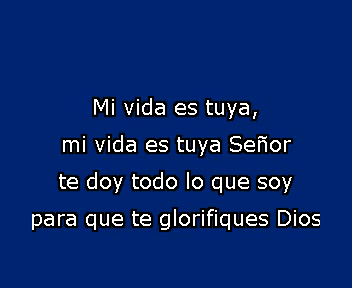 Mi vida es tuya,
mi vida es tuya Señor
te doy todo lo que soy
para que te glorifiques Dios